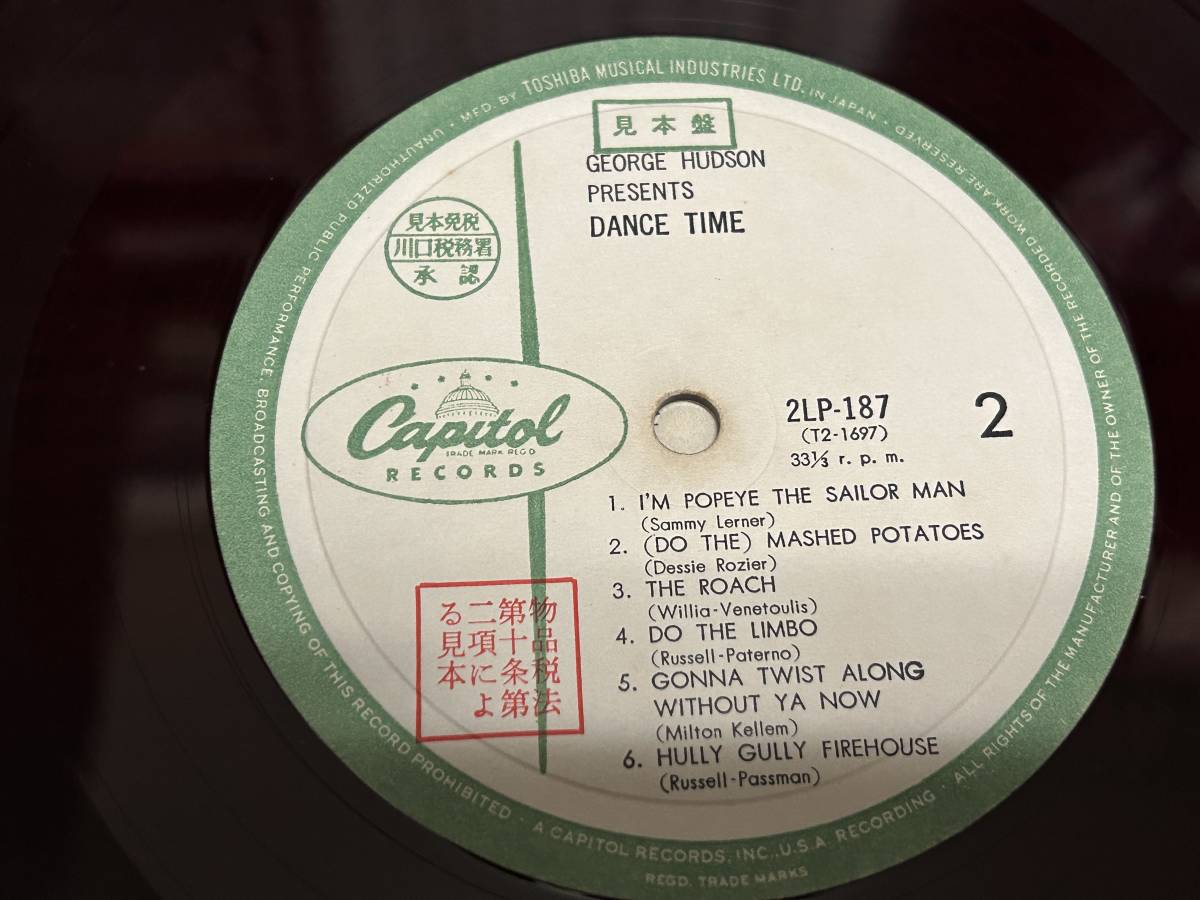 MFD. BY TOSHIBA MUSICAL INDUSTRIES LTD. IN JAPAN
見本盤
GEORGE HUDSON
PRESENTS
DANCE TIME
見本免税
川口税務署
承認
Capitol
TRADE MARK REG'D
RECORDS
2LP-187
2
(T2-1697)
33⅓ r. p. m.
1. I'M POPEYE THE SAILOR MAN
(Sammy Lerner)
2. (DO THE) MASHED POTATOES
(Dessie Rozier)
3. THE ROACH
(Willia-Venetoulis)
4. DO THE LIMBO
(Russell-Paterno)
5. GONNA TWIST ALONG
WITHOUT YA NOW
(Milton Kellem)
6. HULLY GULLY FIREHOUSE
(Russell-Passman)
物品税法
第十条第
二項に よ
る見本
UNAUTHORIZED PUBLIC PERFORMANCE, BROADCASTING AND COPYING OF THIS RECORD PROHIBITED • A CAPITOL RECORDS, INC., U.S.A. RECORDING • ALL RIGHTS OF THE MANUFACTURER AND OF THE OWNER OF THE RECORDED WORK ARE RESERVED •
REGD. TRADE MARKS